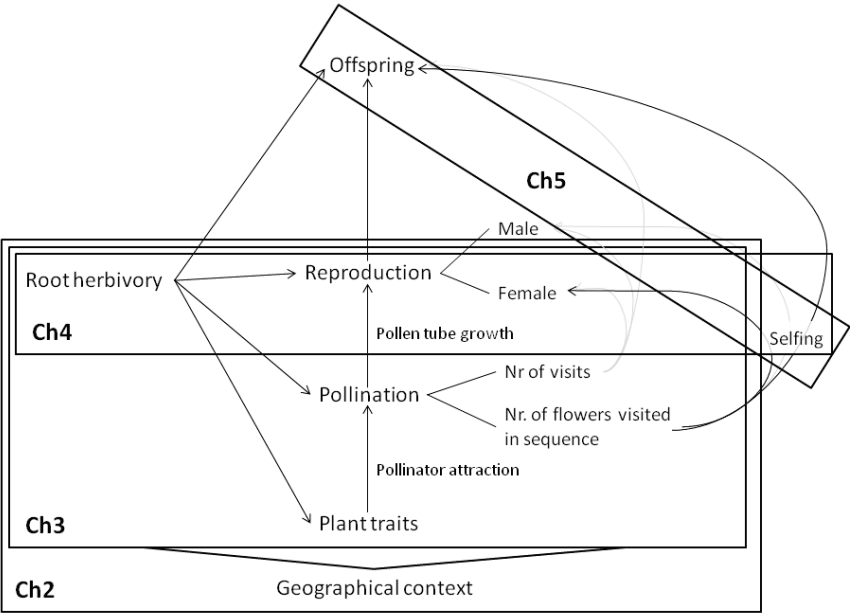 Offspring
Ch5
Male
Root herbivory
Reproduction
Female
Ch4
Pollen tube growth
Selfing
Nr of visits
Pollination
Nr. of flowers visited
in sequence
Pollinator attraction
Ch3
Plant traits
Ch2
Geographical context